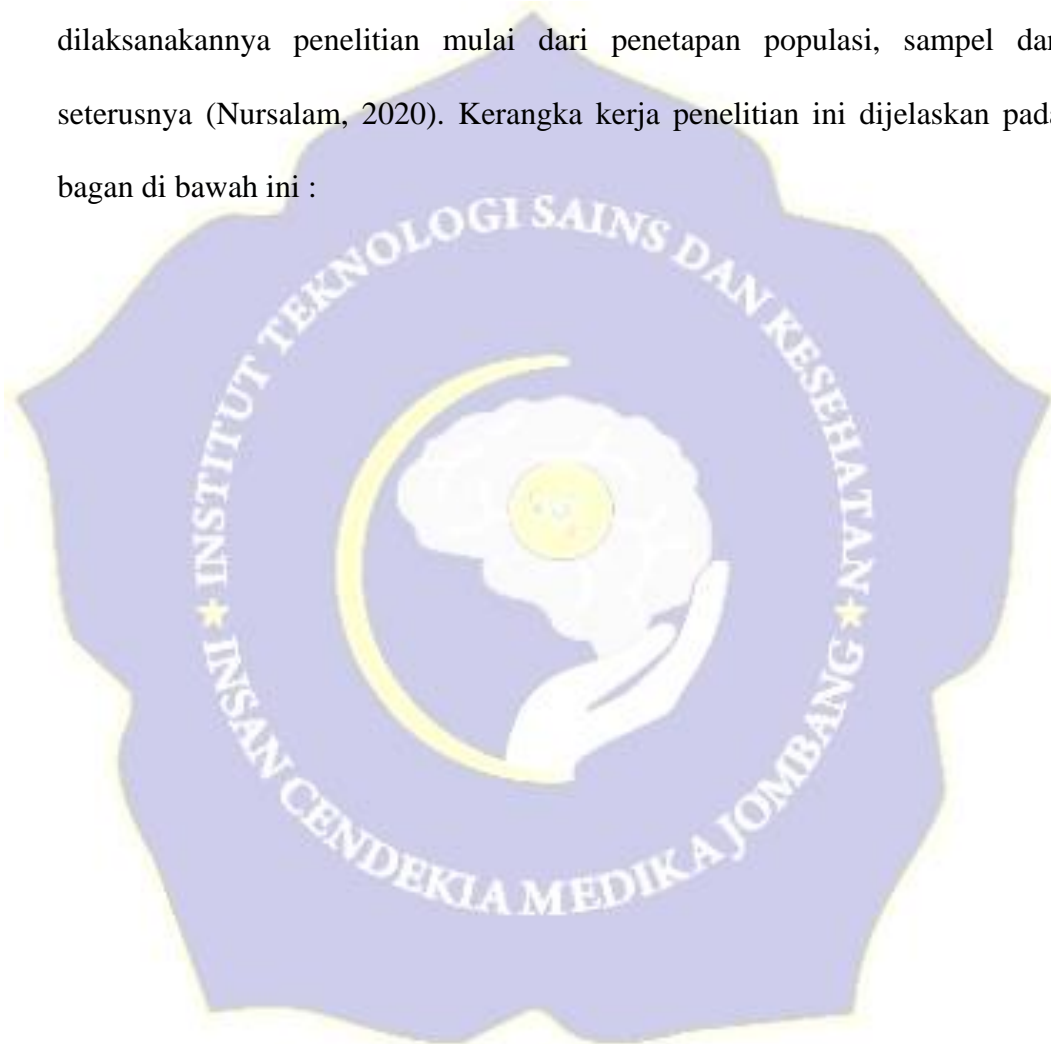 dilaksanakannya penelitian mulai dari penetapan populasi, sampel dan
seterusnya (Nursalam, 2020). Kerangka kerja penelitian ini dijelaskan pada
bagan di bawah ini :
INSTITUT TEKNOLOGI SAINS DAN KESEHATAN
INSAN CENDEKIA MEDIKA JOMBANG